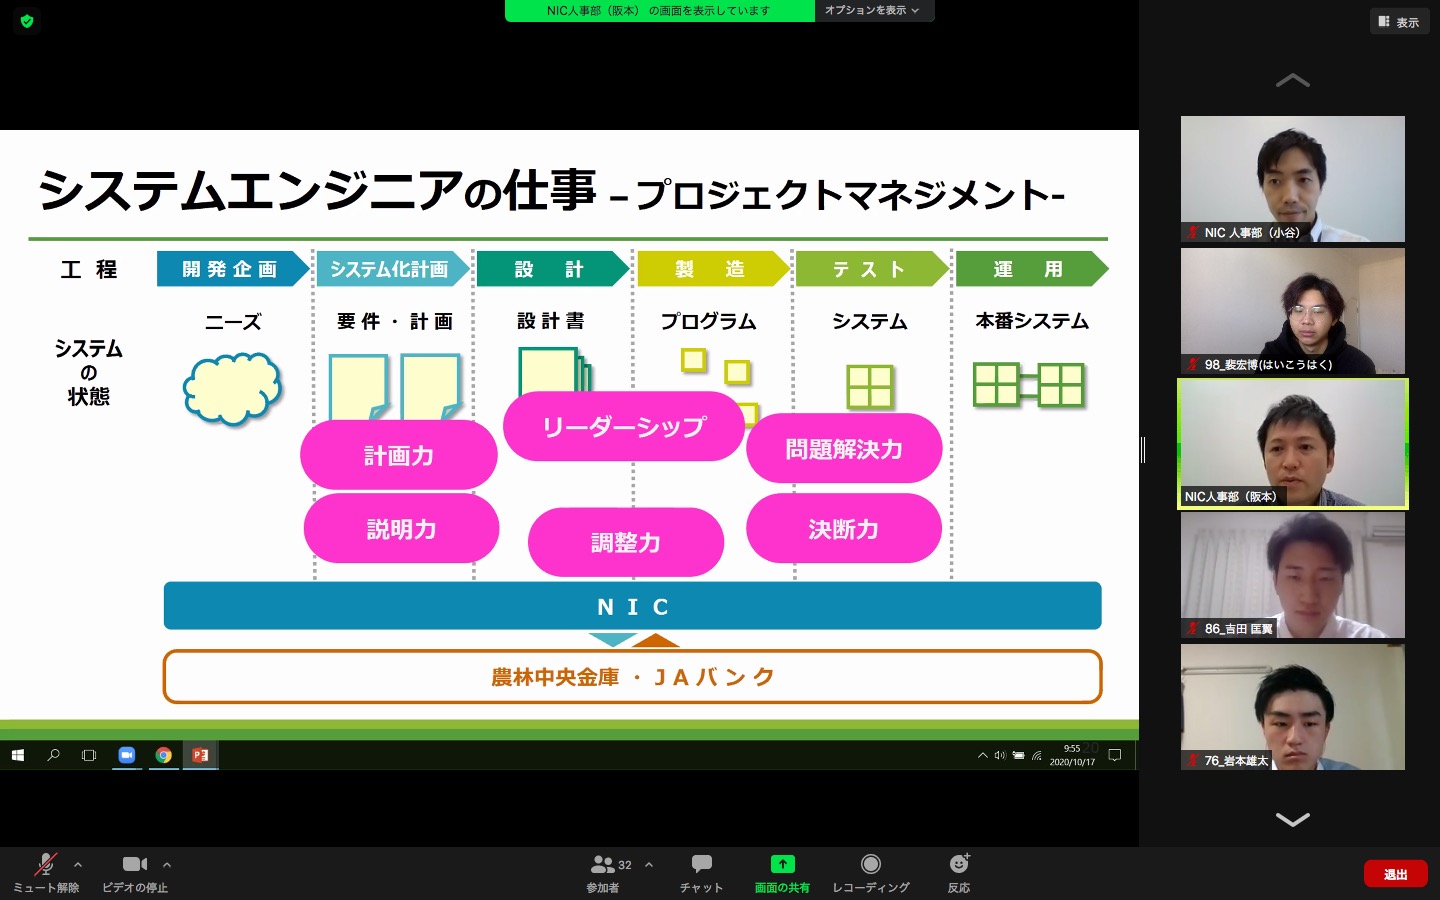 NIC人事部（阪本） の画面を表示しています
オプションを表示
表示
システムエンジニアの仕事 –プロジェクトマネジメント-
工 程
開 発 企 画
システム化計画
設 計
製 造
テ ス ト
運 用
システム
の
状態
ニーズ
要 件 ・ 計 画
設 計 書
プログラム
システム
本番システム
リーダーシップ
計画力
問題解決力
説明力
調整力
決断力
N I C
農林中央金庫 ・ J A バ ン ク
9:55
20
2020/10/17
NIC 人事部（小谷）
98_裴宏博(はいこうはく)
NIC人事部（阪本）
86_吉田 匡翼
76_岩本雄太
ミュート解除
ビデオの停止
32
参加者
チャット
画面の共有
レコーディング
反応
退出